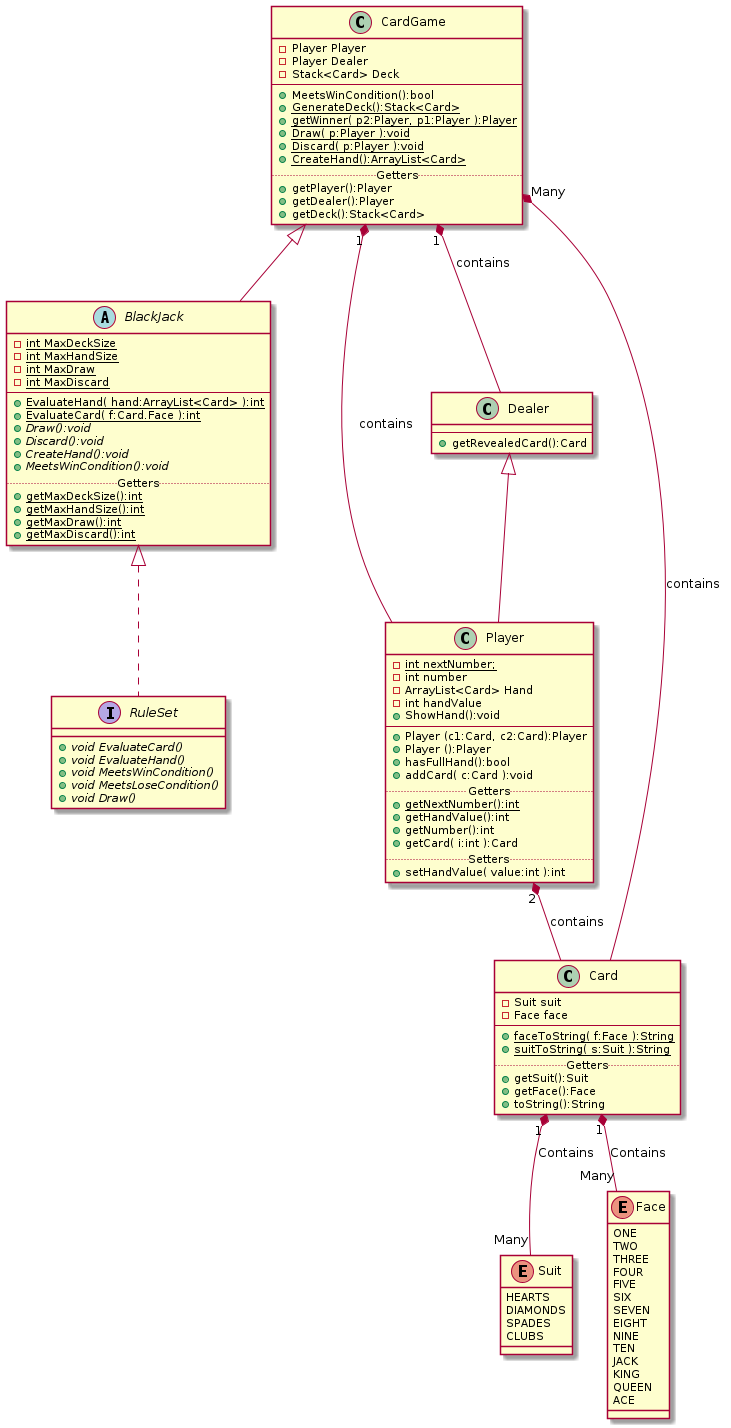 C CardGame
Player Player
Player Dealer
Stack<Card> Deck
MeetsWinCondition():bool
GenerateDeck():Stack<Card>
getWinner( p2:Player, p1:Player ):Player
Draw( p:Player ):void
Discard( p:Player ):void
CreateHand():ArrayList<Card>
Getters
getPlayer():Player
getDealer():Player
getDeck():Stack<Card>
Many
1
1
contains
A BlackJack
int MaxDeckSize
int MaxHandSize
int MaxDraw
int MaxDiscard
EvaluateHand( hand:ArrayList<Card> ):int
EvaluateCard( f:Card.Face ):int
Draw():void
Discard():void
CreateHand():void
MeetsWinCondition():void
Getters
getMaxDeckSize():int
getMaxHandSize():int
getMaxDraw():int
getMaxDiscard():int
contains
C Dealer
getRevealedCard():Card
contains
I RuleSet
void EvaluateCard()
void EvaluateHand()
void MeetsWinCondition()
void MeetsLoseCondition()
void Draw()
C Player
int nextNumber;
int number
ArrayList<Card> Hand
int handValue
ShowHand():void
Player (c1:Card, c2:Card):Player
Player ():Player
hasFullHand():bool
addCard( c:Card ):void
Getters
getNextNumber():int
getHandValue():int
getNumber():int
getCard( i:int ):Card
Setters
setHandValue( value:int ):int
2
contains
C Card
Suit suit
Face face
faceToString( f:Face ):String
suitToString( s:Suit ):String
Getters
getSuit():Suit
getFace():Face
toString():String
1
1
Contains
Contains
Many
Many
E Suit
HEARTS
DIAMONDS
SPADES
CLUBS
E Face
ONE
TWO
THREE
FOUR
FIVE
SIX
SEVEN
EIGHT
NINE
TEN
JACK
KING
QUEEN
ACE